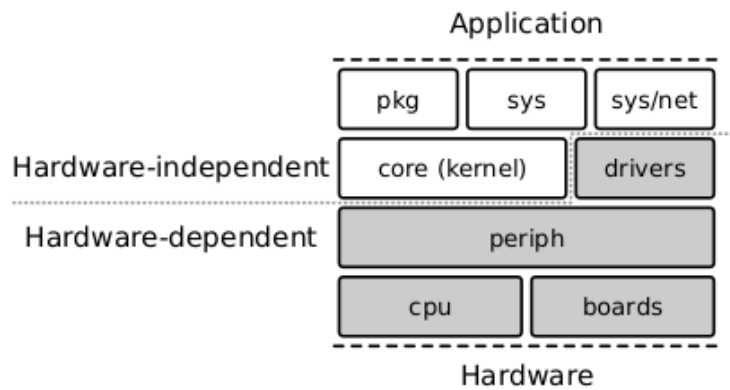 Application
pkg sys sys/net
Hardware-independent core (kernel) drivers
Hardware-dependent periph
cpu boards
Hardware